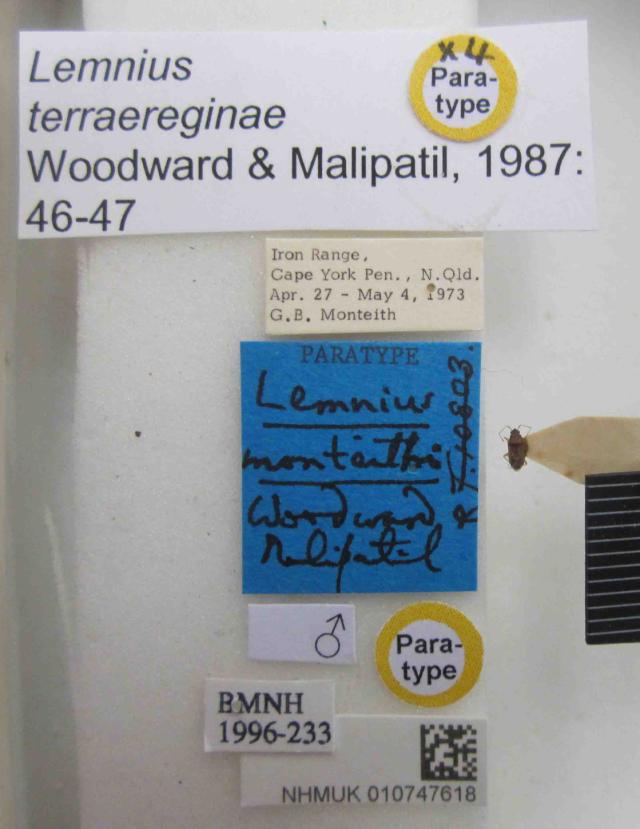 Lemnius
terraereginae
Woodward & Malipatil, 1987:
46-47
x4
Para-
type
Iron Range,
Cape York Pen., N.Qld.
Apr. 27 - May 4, 1973
G.B. Monteith
PARATYPE
Lemnius
monteithi
Woodward
Malipatil
T.10803.
♂
Para-
type
BMNH
1996-233
NHMUK 010747618